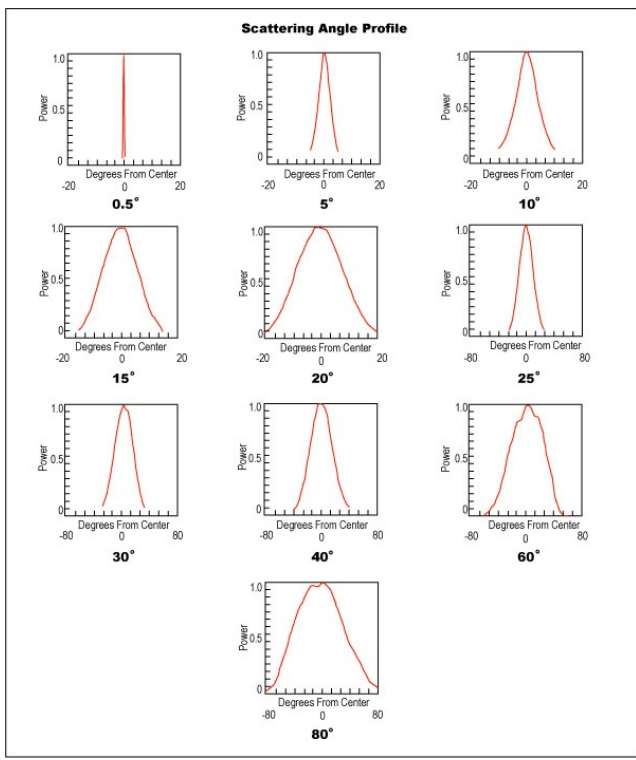 Scattering Angle Profile
1.0 1.0 1.0
Power 0.5 Power 0.5 Power 0.5
0 0 0
Degrees From Center Degrees From Center Degrees From Center
-20 0 20 -20 0 20 -20 0 20
0.5° 5° 10°
1.0 1.0 1.0
Power 0.5 Power 0.5 Power 0.5
0 0 0
Degrees From Center Degrees From Center Degrees From Center
-20 0 20 -20 0 20 -80 0 80
15° 20° 25°
1.0 1.0 1.0
Power 0.5 Power 0.5 Power 0.5
0 0 0
Degrees From Center Degrees From Center Degrees From Center
-80 0 80 -80 0 80 -80 0 80
30° 40° 60°
1.0
Power 0.5
0
Degrees From Center
-80 0 80
80°